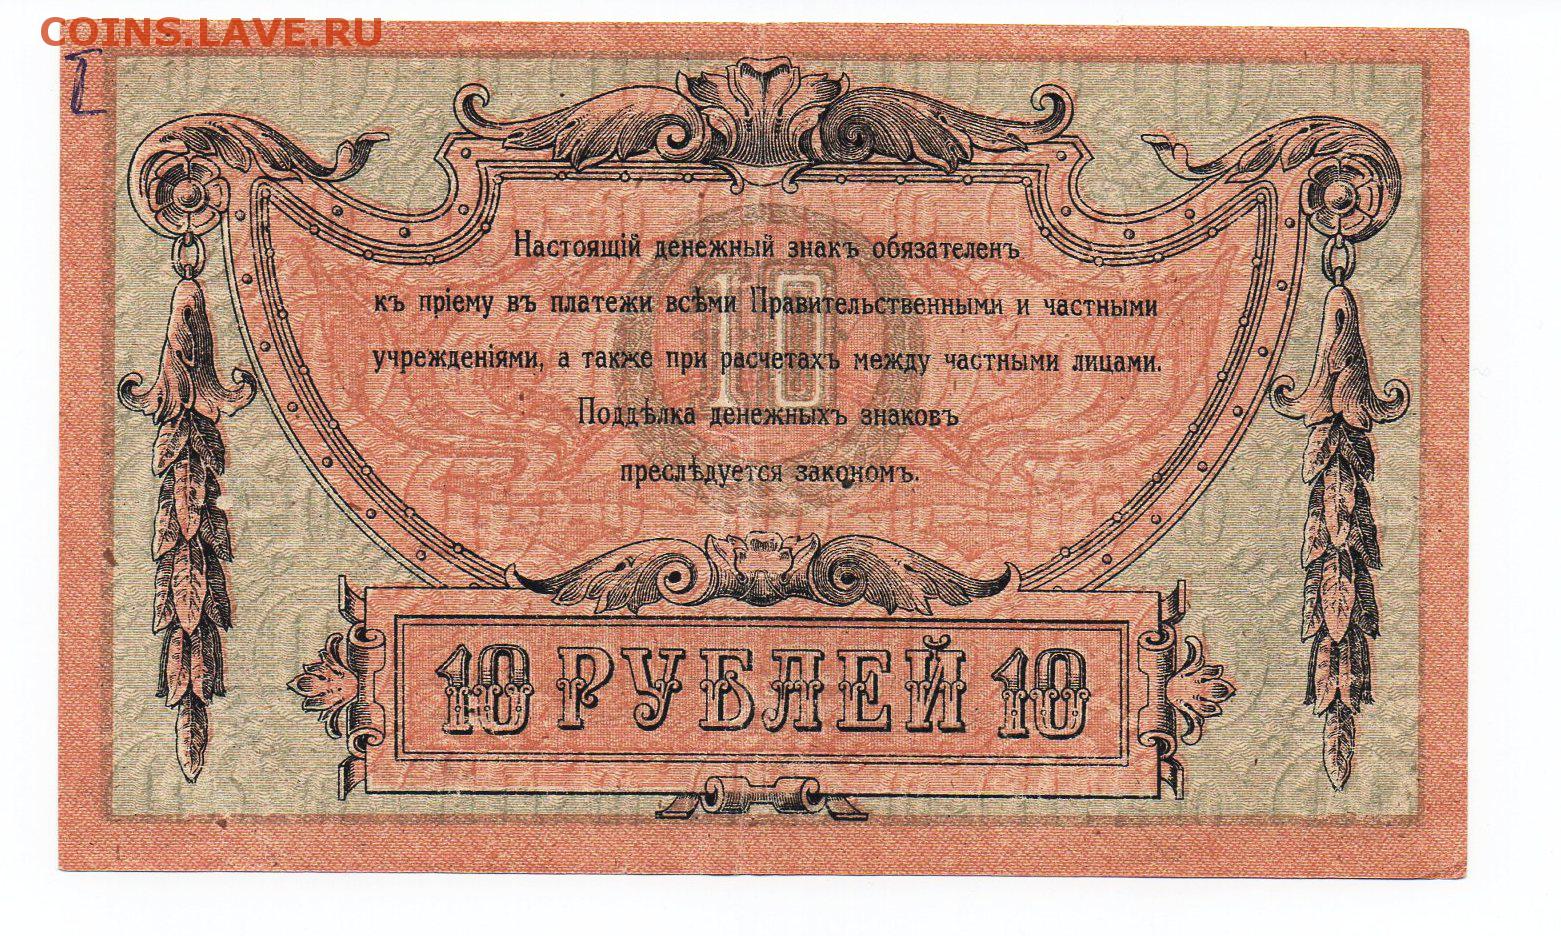 COINS.LAVE.RU
10
Настоящій денежный знакъ обязателенъ
къ пріему въ платежи всѣми Правительственными и частными
учрежденіями, а также при расчетахъ между частными лицами.
Поддѣлка денежныхъ знаковъ
преслѣдуется закономъ.
10 РУБЛЕЙ 10